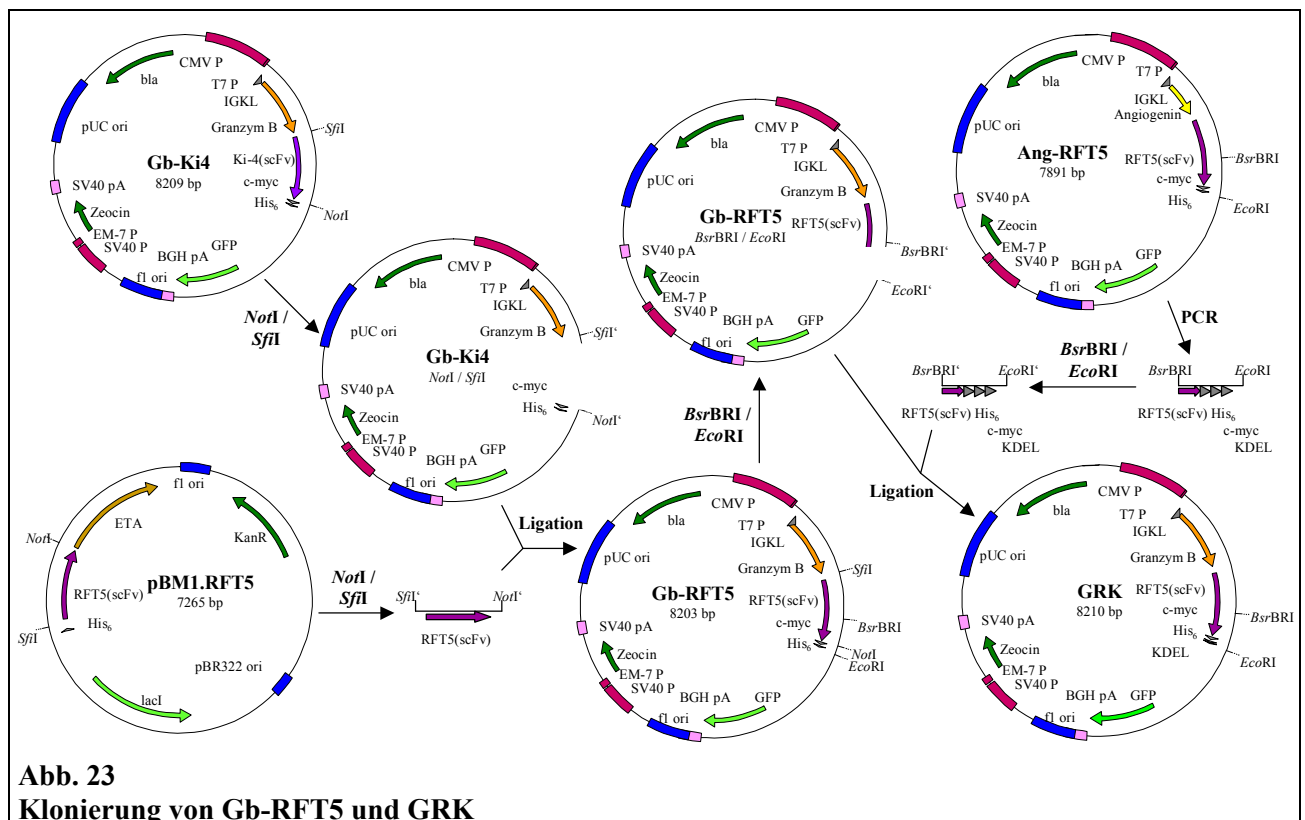 CMV P
bla
T7 P
IGKL
Granzym B
SfiI
pUC ori
Gb-Ki4
8209 bp
Ki-4(scFv)
c-myc
His6
NotI
SV40 pA
Zeocin
EM-7 P
SV40 P
BGH pA
GFP
f1 ori
NotI /
SfiI
CMV P
bla
T7 P
IGKL
Granzym B
SfiI‘
pUC ori
Gb-Ki4
NotI / SfiI
c-myc
His6
NotI‘
SV40 pA
Zeocin
EM-7 P
SV40 P
BGH pA
GFP
f1 ori
f1 ori
ETA
KanR
NotI
RFT5(scFv)
pBM1.RFT5
7265 bp
His6
SfiI
pBR322 ori
lacI
NotI /
SfiI
SfiI‘
NotI‘
RFT5(scFv)
Ligation
CMV P
bla
T7 P
IGKL
Granzym B
SfiI
pUC ori
Gb-RFT5
8203 bp
RFT5(scFv)
c-myc
His6
BsrBRI
NotI
EcoRI
SV40 pA
Zeocin
EM-7 P
SV40 P
BGH pA
GFP
f1 ori
BsrBRI /
EcoRI
CMV P
bla
T7 P
IGKL
Granzym B
pUC ori
Gb-RFT5
BsrBRI / EcoRI
RFT5(scFv)
BsrBRI‘
EcoRI‘
SV40 pA
Zeocin
EM-7 P
SV40 P
BGH pA
GFP
f1 ori
CMV P
bla
T7 P
IGKL
Angiogenin
pUC ori
Ang-RFT5
7891 bp
RFT5(scFv)
c-myc
His6
BsrBRI
EcoRI
SV40 pA
Zeocin
EM-7 P
SV40 P
BGH pA
GFP
f1 ori
PCR
BsrBRI
EcoRI
RFT5(scFv) His6
c-myc
KDEL
BsrBRI /
EcoRI
BsrBRI‘
EcoRI‘
RFT5(scFv) His6
c-myc
KDEL
Ligation
CMV P
bla
T7 P
IGKL
Granzym B
pUC ori
GRK
8210 bp
RFT5(scFv)
c-myc
His6
KDEL
BsrBRI
EcoRI
SV40 pA
Zeocin
EM-7 P
SV40 P
BGH pA
GFP
f1 ori
Abb. 23
Klonierung von Gb-RFT5 und GRK